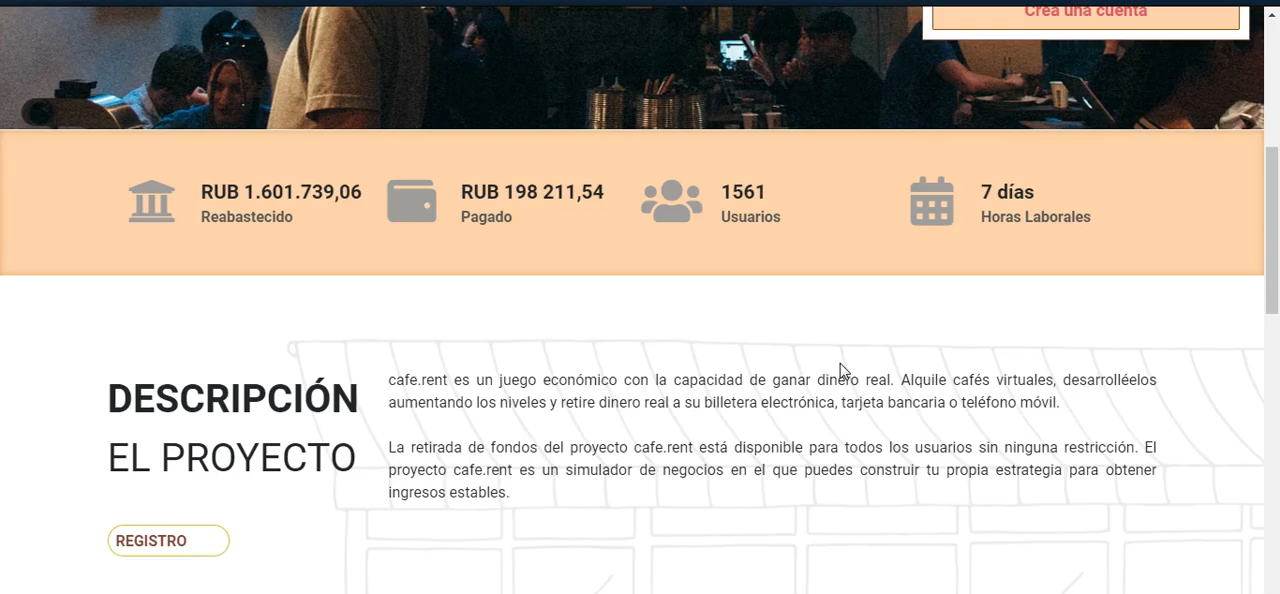 Crea una cuenta
RUB 1.601.739,06
Reabastecido
RUB 198 211,54
Pagado
1561
Usuarios
7 días
Horas Laborales
DESCRIPCIÓN
EL PROYECTO
REGISTRO
cafe.rent es un juego económico con la capacidad de ganar dinero real. Alquile cafés virtuales, desarróllelos
aumentando los niveles y retire dinero real a su billetera electrónica, tarjeta bancaria o teléfono móvil.
La retirada de fondos del proyecto cafe.rent está disponible para todos los usuarios sin ninguna restricción. El
proyecto cafe.rent es un simulador de negocios en el que puedes construir tu propia estrategia para obtener
ingresos estables.